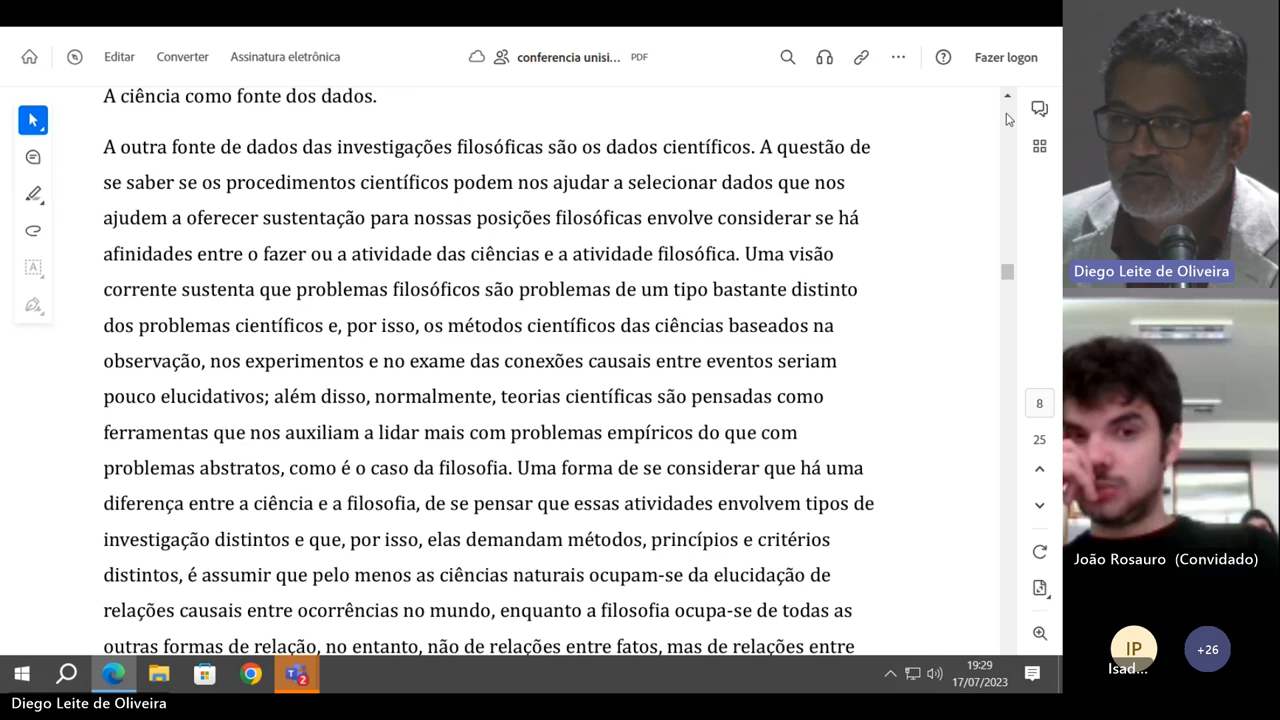 Editar
Converter
Assinatura eletrônica
conferencia unisi...
PDF
Fazer logon
A ciência como fonte dos dados.
A outra fonte de dados das investigações filosóficas são os dados científicos. A questão de
se saber se os procedimentos científicos podem nos ajudar a selecionar dados que nos
ajudem a oferecer sustentação para nossas posições filosóficas envolve considerar se há
afinidades entre o fazer ou a atividade das ciências e a atividade filosófica. Uma visão
corrente sustenta que problemas filosóficos são problemas de um tipo bastante distinto
dos problemas científicos e, por isso, os métodos científicos das ciências baseados na
observação, nos experimentos e no exame das conexões causais entre eventos seriam
pouco elucidativos; além disso, normalmente, teorias científicas são pensadas como
ferramentas que nos auxiliam a lidar mais com problemas empíricos do que com
problemas abstratos, como é o caso da filosofia. Uma forma de se considerar que há uma
diferença entre a ciência e a filosofia, de se pensar que essas atividades envolvem tipos de
investigação distintos e que, por isso, elas demandam métodos, princípios e critérios
distintos, é assumir que pelo menos as ciências naturais ocupam-se da elucidação de
relações causais entre ocorrências no mundo, enquanto a filosofia ocupa-se de todas as
outras formas de relação, no entanto, não de relações entre fatos, mas de relações entre
8
25
Diego Leite de Oliveira
João Rosauro (Convidado)
IP
Isad...
+26
2
19:29
17/07/2023
Diego Leite de Oliveira